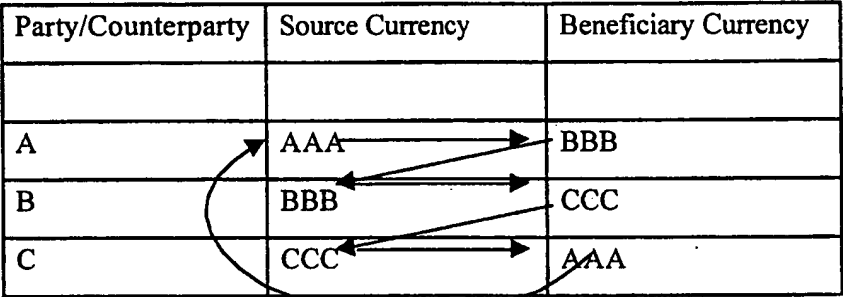 Party/Counterparty Source Currency Beneficiary Currency
A AAA BBB
B BBB CCC
C CCC AAA